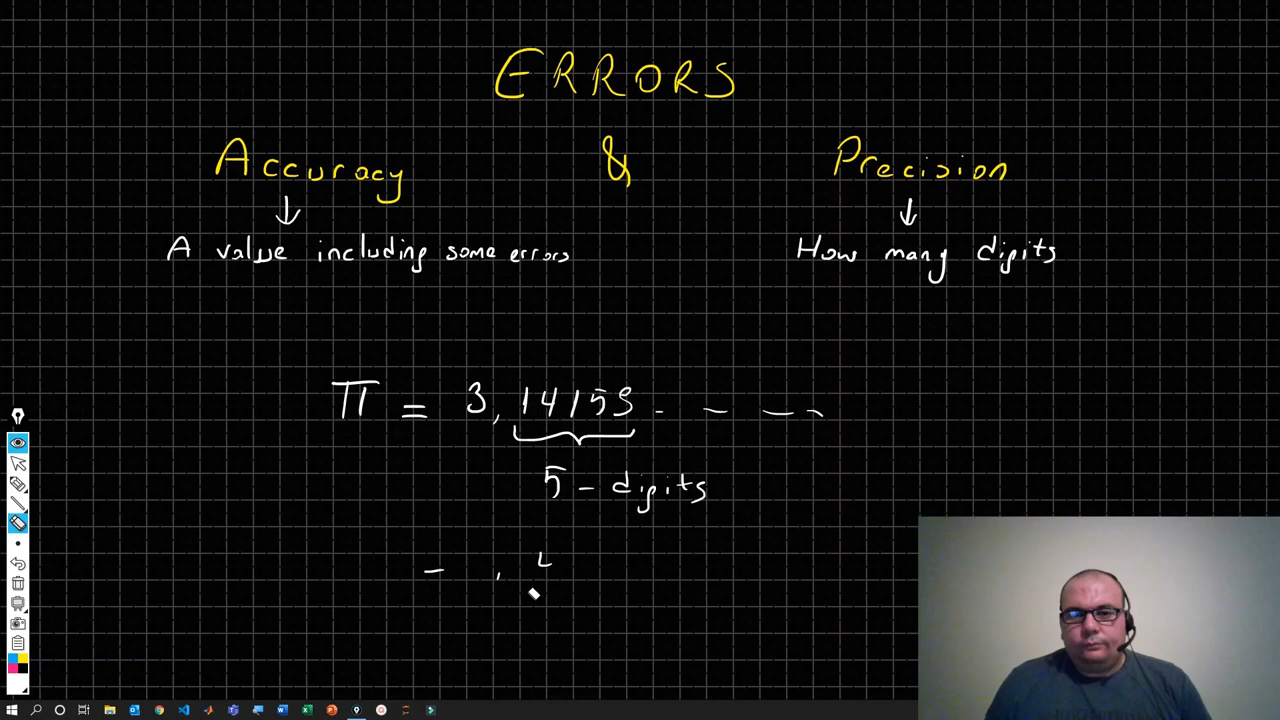 ERRORS
Accuracy & Precision
A value including some errors
How many digits
π = 3,14159 - - - -
5 - digits